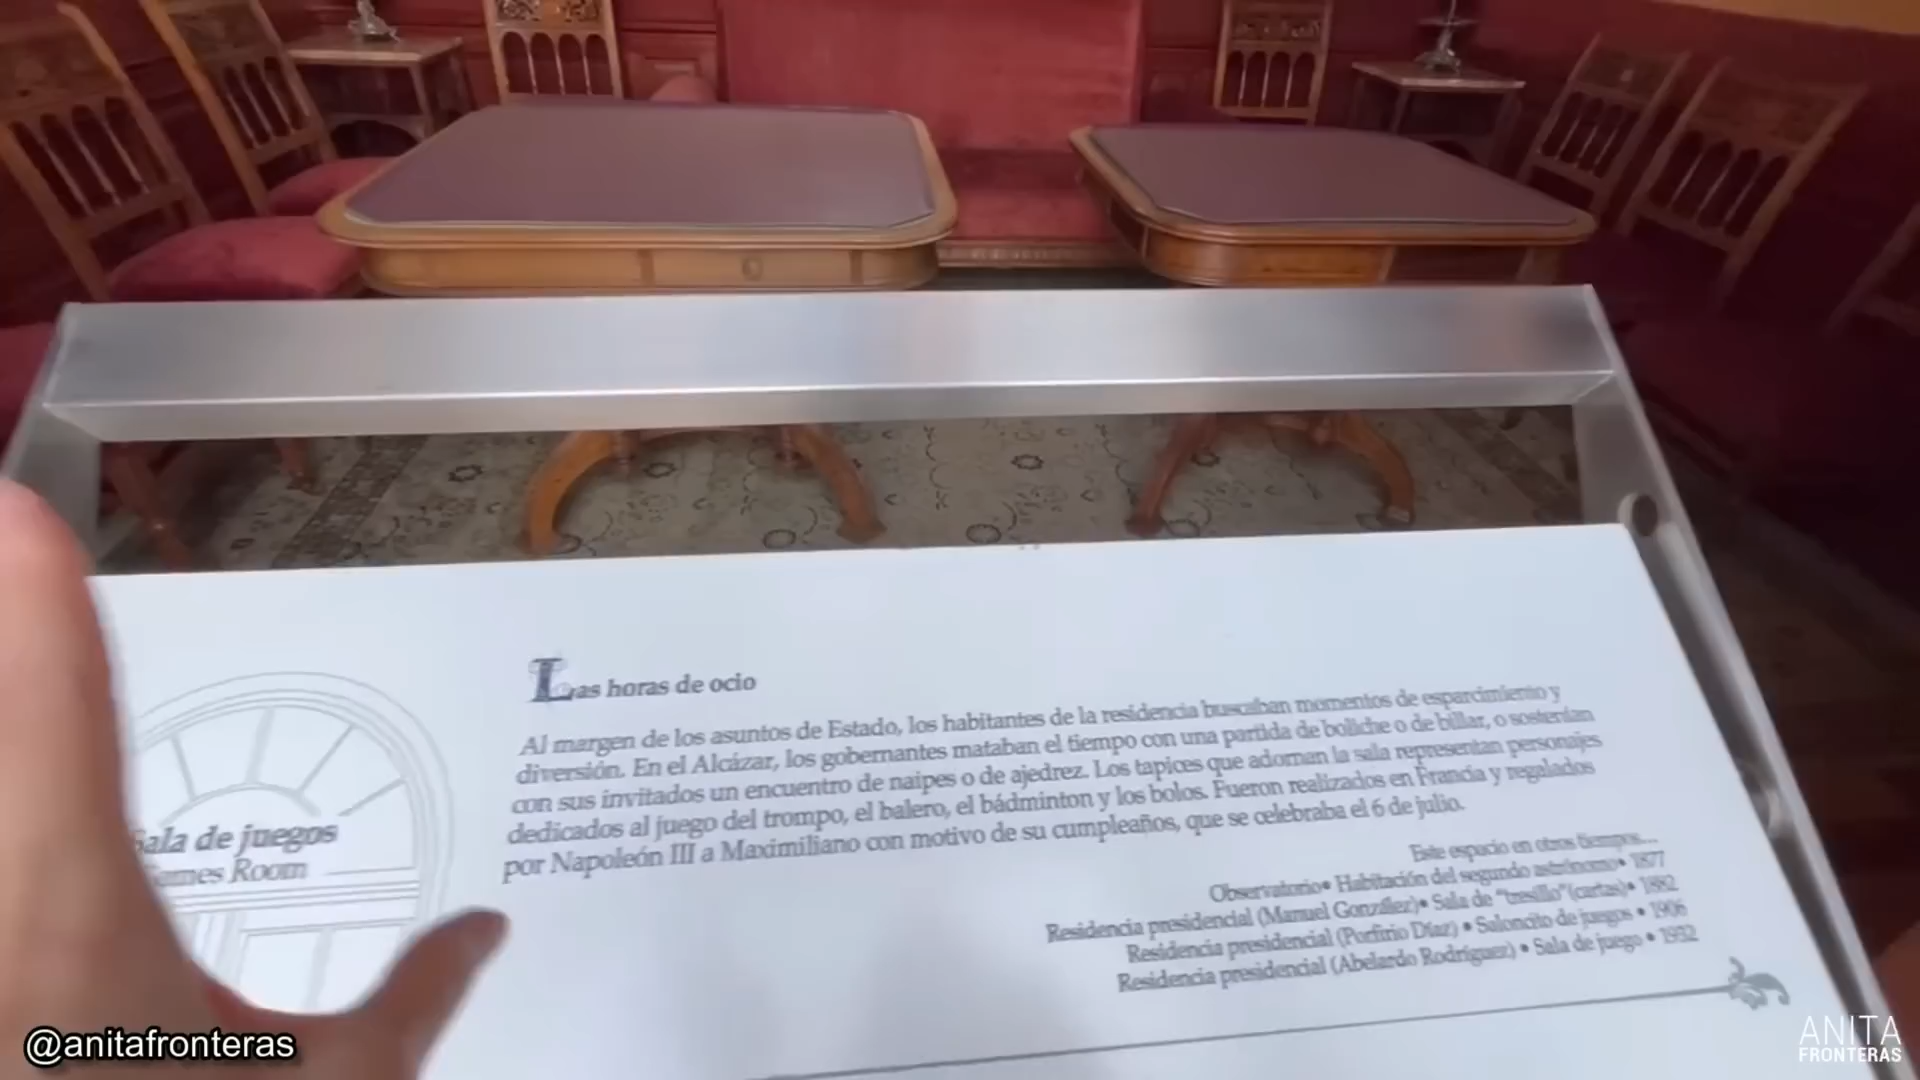 Las horas de ocio
Al margen de los asuntos de Estado, los habitantes de la residencia buscaban momentos de esparcimiento y
diversión. En el Alcázar, los gobernantes mataban el tiempo con una partida de boliche o de billar, o sostenían
con sus invitados un encuentro de naipes o de ajedrez. Los tapices que adornan la sala representan personajes
dedicados al juego del trompo, el balero, el bádminton y los bolos. Fueron realizados en Francia y regalados
por Napoleón III a Maximiliano con motivo de su cumpleaños, que se celebraba el 6 de julio.
Sala de juegos
Games Room
Este espacio en otros tiempos...
Observatorio• Habitación del segundo astrónomo• 1877
Residencia presidencial (Manuel González)• Sala de "tresillo"(cartas)• 1882
Residencia presidencial (Porfirio Díaz) • Saloncito de juegos • 1906
Residencia presidencial (Abelardo Rodríguez) • Sala de juego • 1932
@anitafronteras
ANITA
FRONTERAS